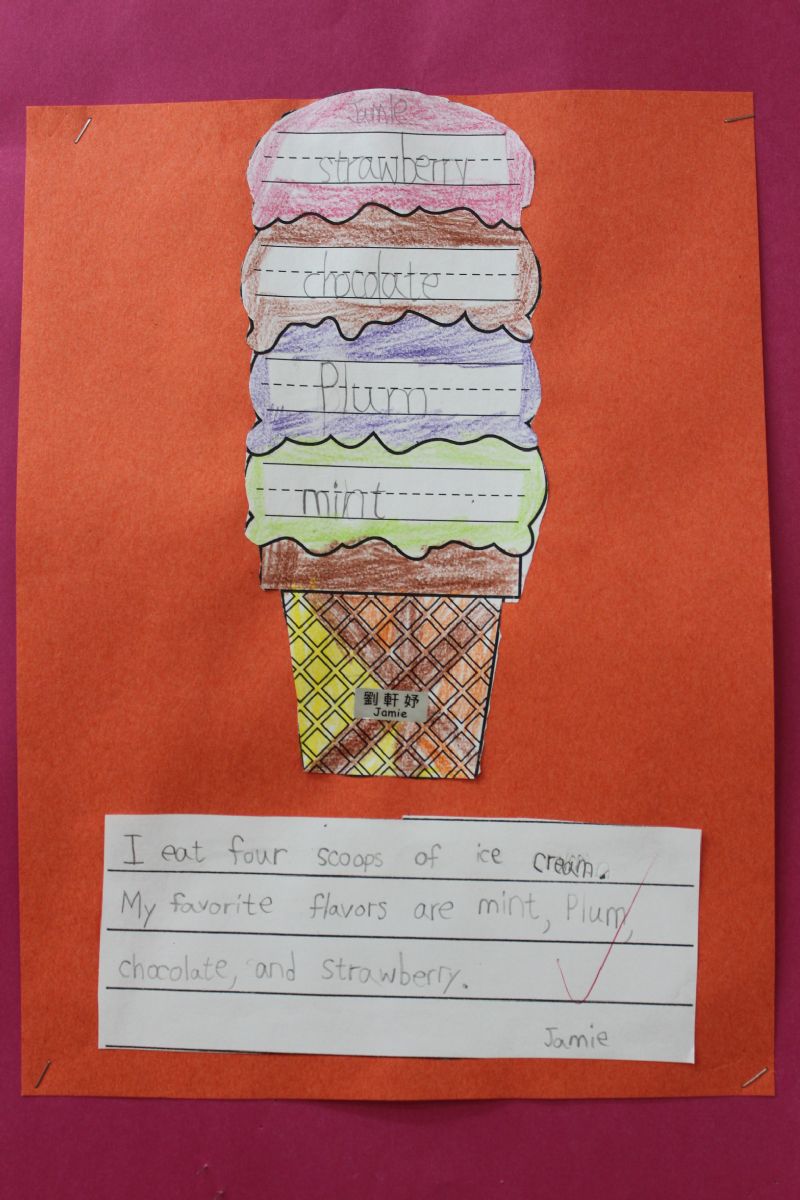 Jamie
strawberry
chocolate
Plum
mint
劉軒妤
Jamie
I eat four scoops of ice cream.
My favorite flavors are mint, Plum,
chocolate, and strawberry.
Jamie